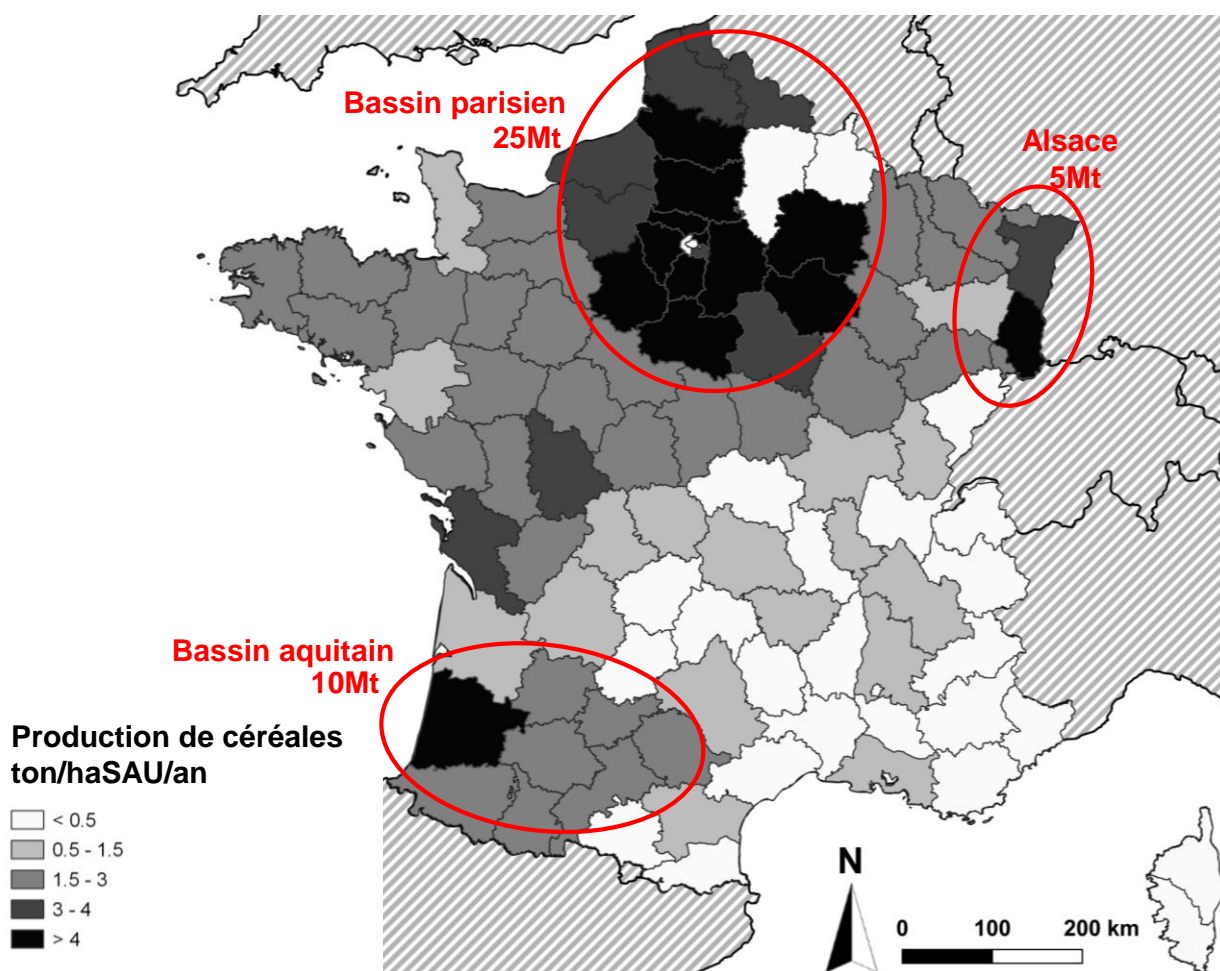 Bassin parisien
25Mt
Alsace
5Mt
Bassin aquitain
10Mt
Production de céréales
ton/haSAU/an
< 0.5
0.5 - 1.5
1.5 - 3
3 - 4
> 4
N
0 100 200 km